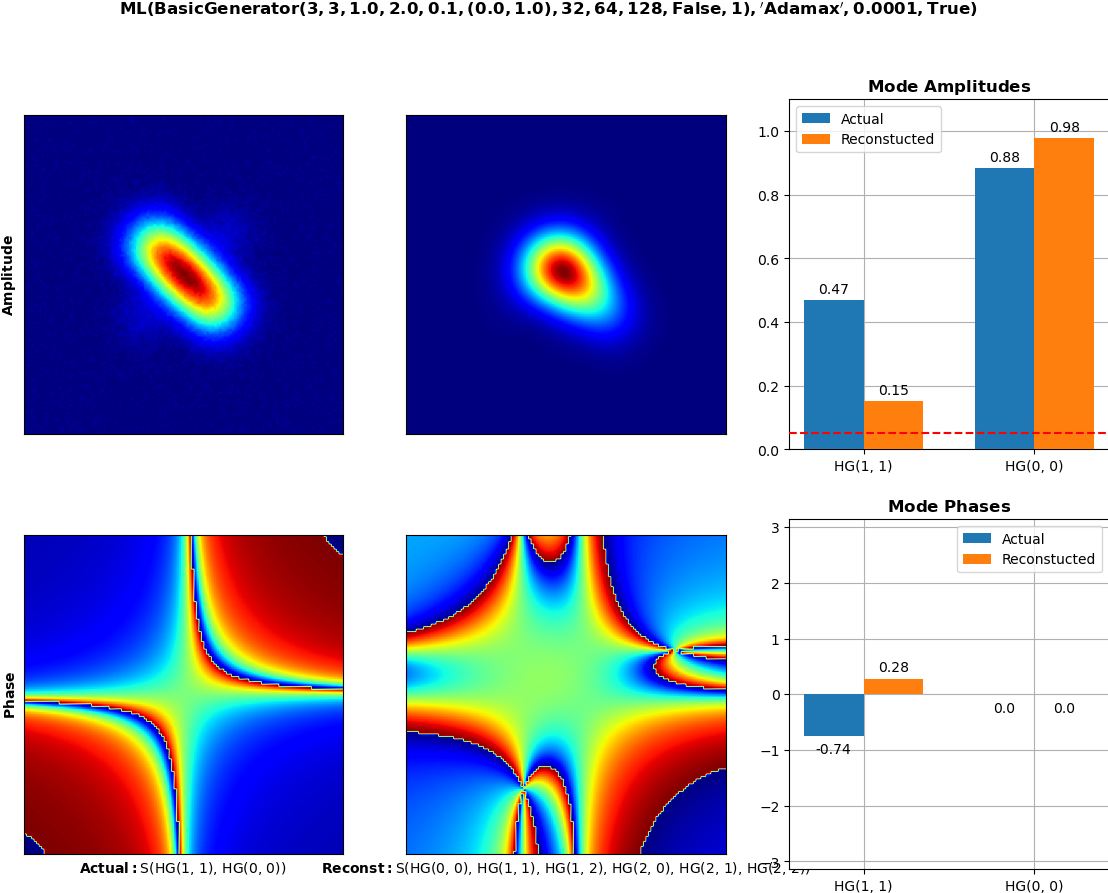 ML(BasicGenerator(3, 3, 1.0, 2.0, 0.1, (0.0, 1.0), 32, 64, 128, False, 1), ′Adamax′, 0.0001, True)
Amplitude
Mode Amplitudes
Actual
Reconstucted
1.0
0.8
0.6
0.4
0.2
0.0
0.47
0.15
0.88
0.98
HG(1, 1)
HG(0, 0)
Phase
Mode Phases
Actual
Reconstucted
3
2
1
0
−1
−2
−3
-0.74
0.28
0.0
0.0
HG(1, 1)
HG(0, 0)
Actual: S(HG(1, 1), HG(0, 0))
Reconst: S(HG(0, 0), HG(1, 1), HG(1, 2), HG(2, 0), HG(2, 1), HG(2, 2))